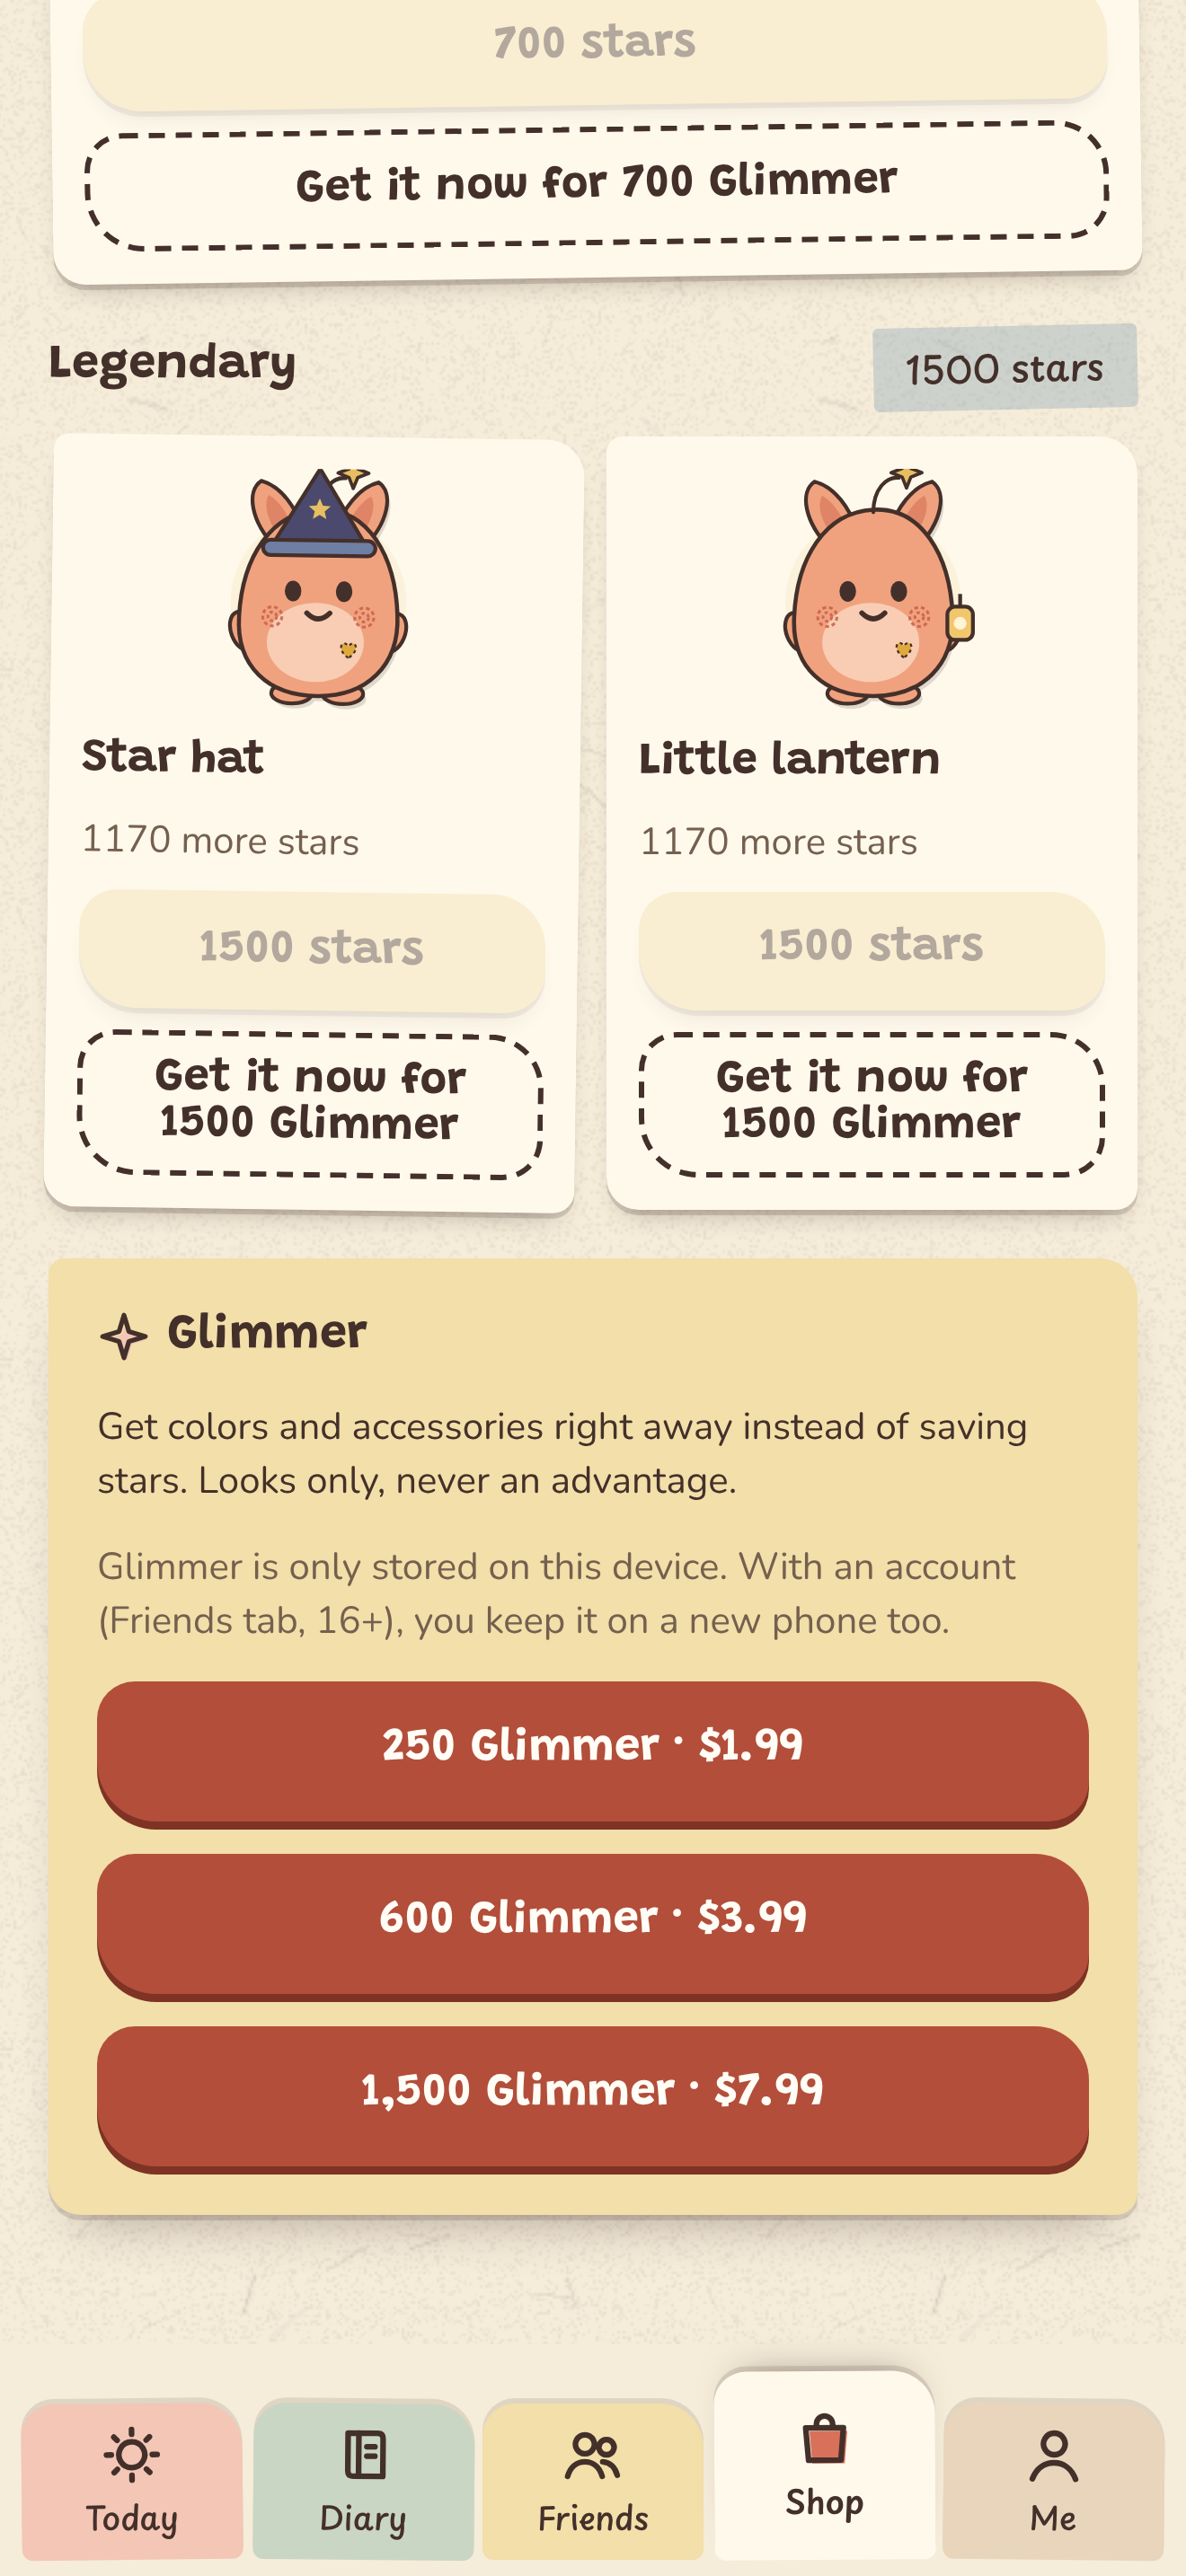 700 stars
Get it now for 700 Glimmer
Legendary
1500 stars
Star hat
1170 more stars
1500 stars
Get it now for
1500 Glimmer
Little lantern
1170 more stars
1500 stars
Get it now for
1500 Glimmer
Glimmer
Get colors and accessories right away instead of saving
stars. Looks only, never an advantage.
Glimmer is only stored on this device. With an account
(Friends tab, 16+), you keep it on a new phone too.
250 Glimmer · $1.99
600 Glimmer · $3.99
1,500 Glimmer · $7.99
Today
Diary
Friends
Shop
Me